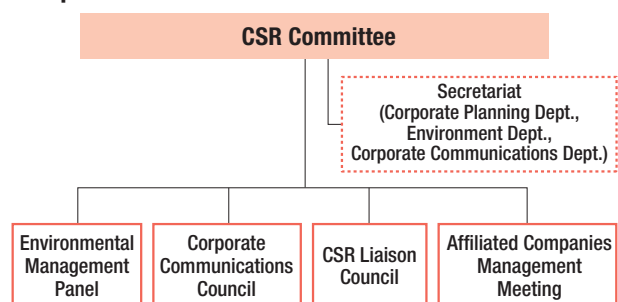 CSR Committee
Secretariat
(Corporate Planning Dept.,
Environment Dept.,
Corporate Communications Dept.)
Environmental
Management
Panel
Corporate
Communications
Council
CSR Liaison
Council
Affiliated Companies
Management
Meeting